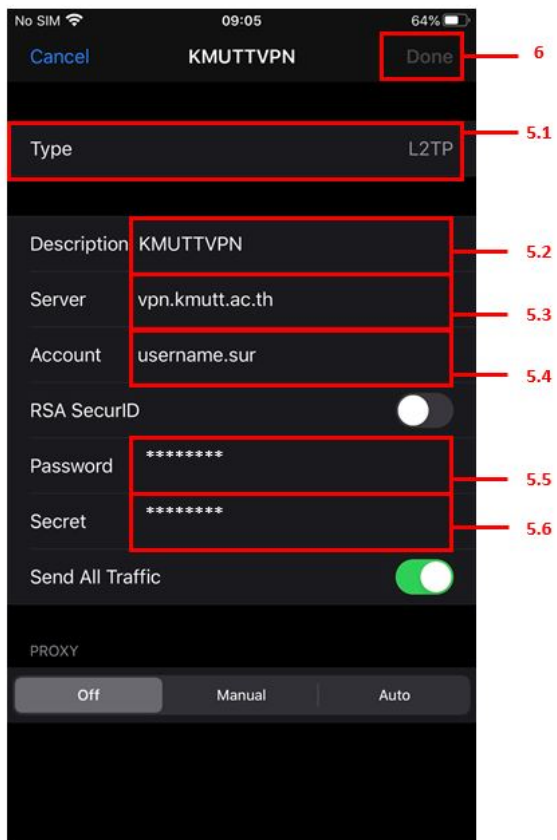 No SIM 09:05 64%
Cancel KMUTTVPN Done 6
5.1
Type L2TP
Description KMUTTVPN 5.2
Server vpn.kmutt.ac.th 5.3
Account username.sur 5.4
RSA SecurID
Password ******** 5.5
Secret ******** 5.6
Send All Traffic
PROXY
Off Manual Auto